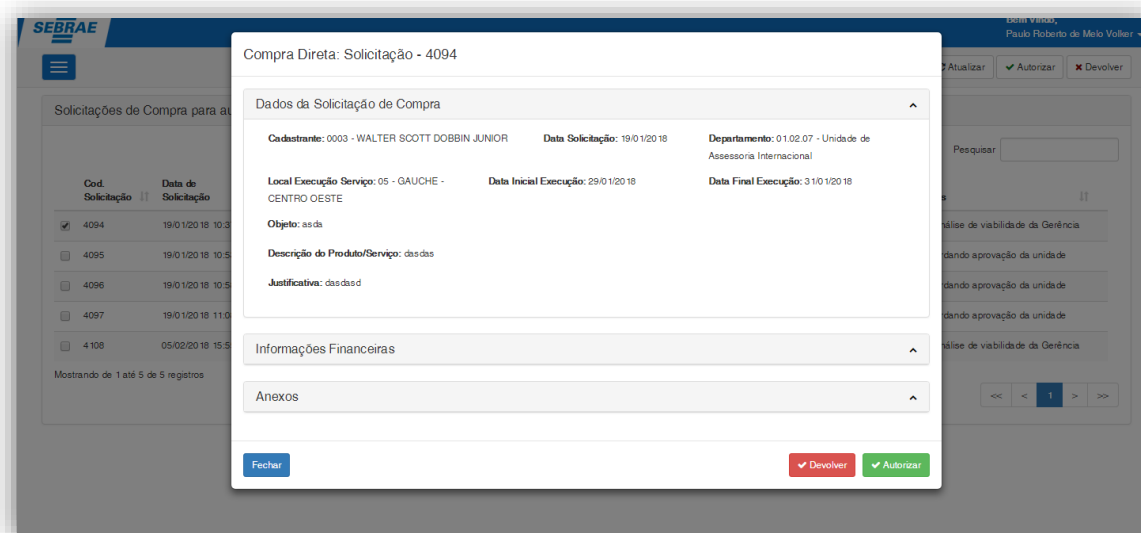 SEBRAE
Bem Vindo,
Paulo Roberto de Melo Volker
Atualizar Autorizar Devolver
Compra Direta: Solicitação - 4094
Solicitações de Compra para au
Pesquisar
Dados da Solicitação de Compra
Cadastrante: 0003 - WALTER SCOTT DOBBIN JUNIOR Data Solicitação: 19/01/2018 Departamento: 01.02.07 - Unidade de
Assessoria Internacional
Local Execução Serviço: 05 - GAUCHE - Data Inicial Execução: 29/01/2018 Data Final Execução: 31/01/2018
CENTRO OESTE
Objeto: asda
Descrição do Produto/Serviço: dasdas
Justificativa: dasdasd
Informações Financeiras
Anexos
Fechar Devolver Autorizar
Cod. Data de
Solicitação Solicitação s
4094 19/01/2018 10:3 nálise de viabilidade da Gerência
4095 19/01/2018 10:5 rdando aprovação da unidade
4096 19/01/2018 10:5 rdando aprovação da unidade
4097 19/01/2018 11:0 rdando aprovação da unidade
4108 05/02/2018 15:5 nálise de viabilidade da Gerência
Mostrando de 1 até 5 de 5 registros
<< < 1 > >>